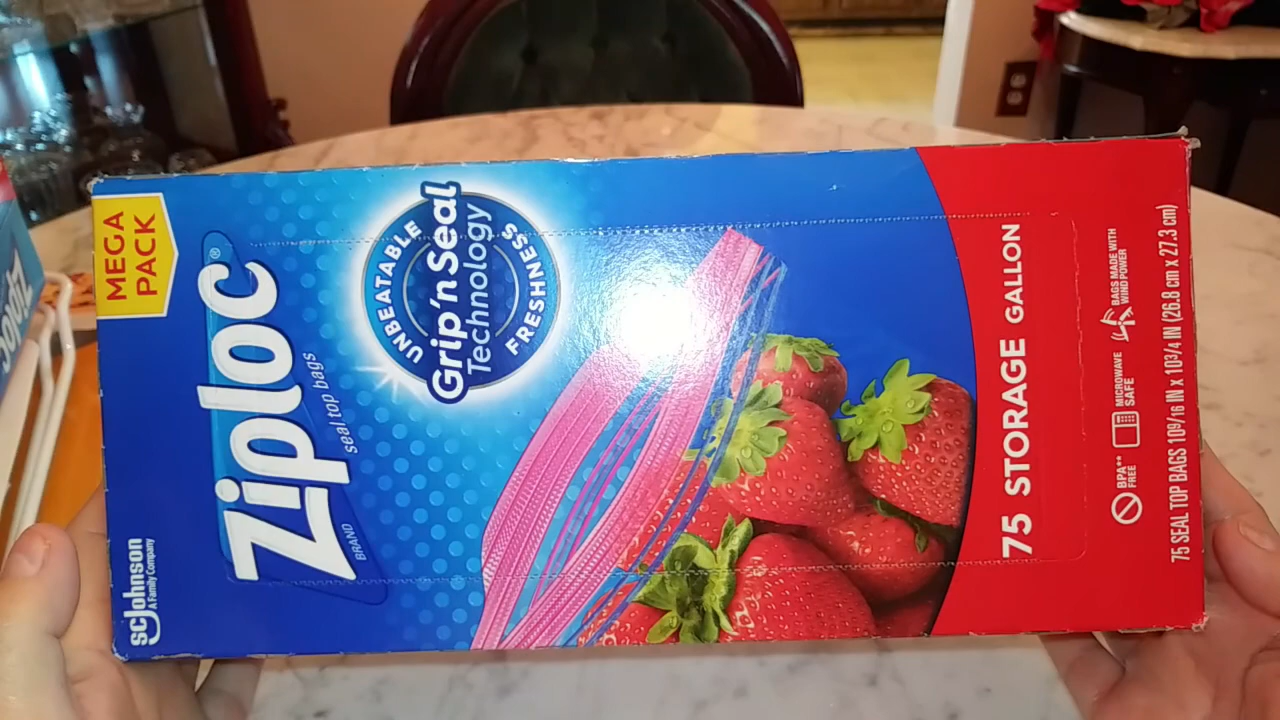 MEGA
PACK
scJohnson
A Family Company
Ziploc®
BRAND
seal top bags
UNBEATABLE
Grip'n Seal
Technology
FRESHNESS
75 STORAGE GALLON
BPA**
FREE
MICROWAVE
SAFE
BAGS MADE WITH
WIND POWER
75 SEAL TOP BAGS 10 9/16 IN x 10 3/4 IN (26.8 cm x 27.3 cm)
Ziploc